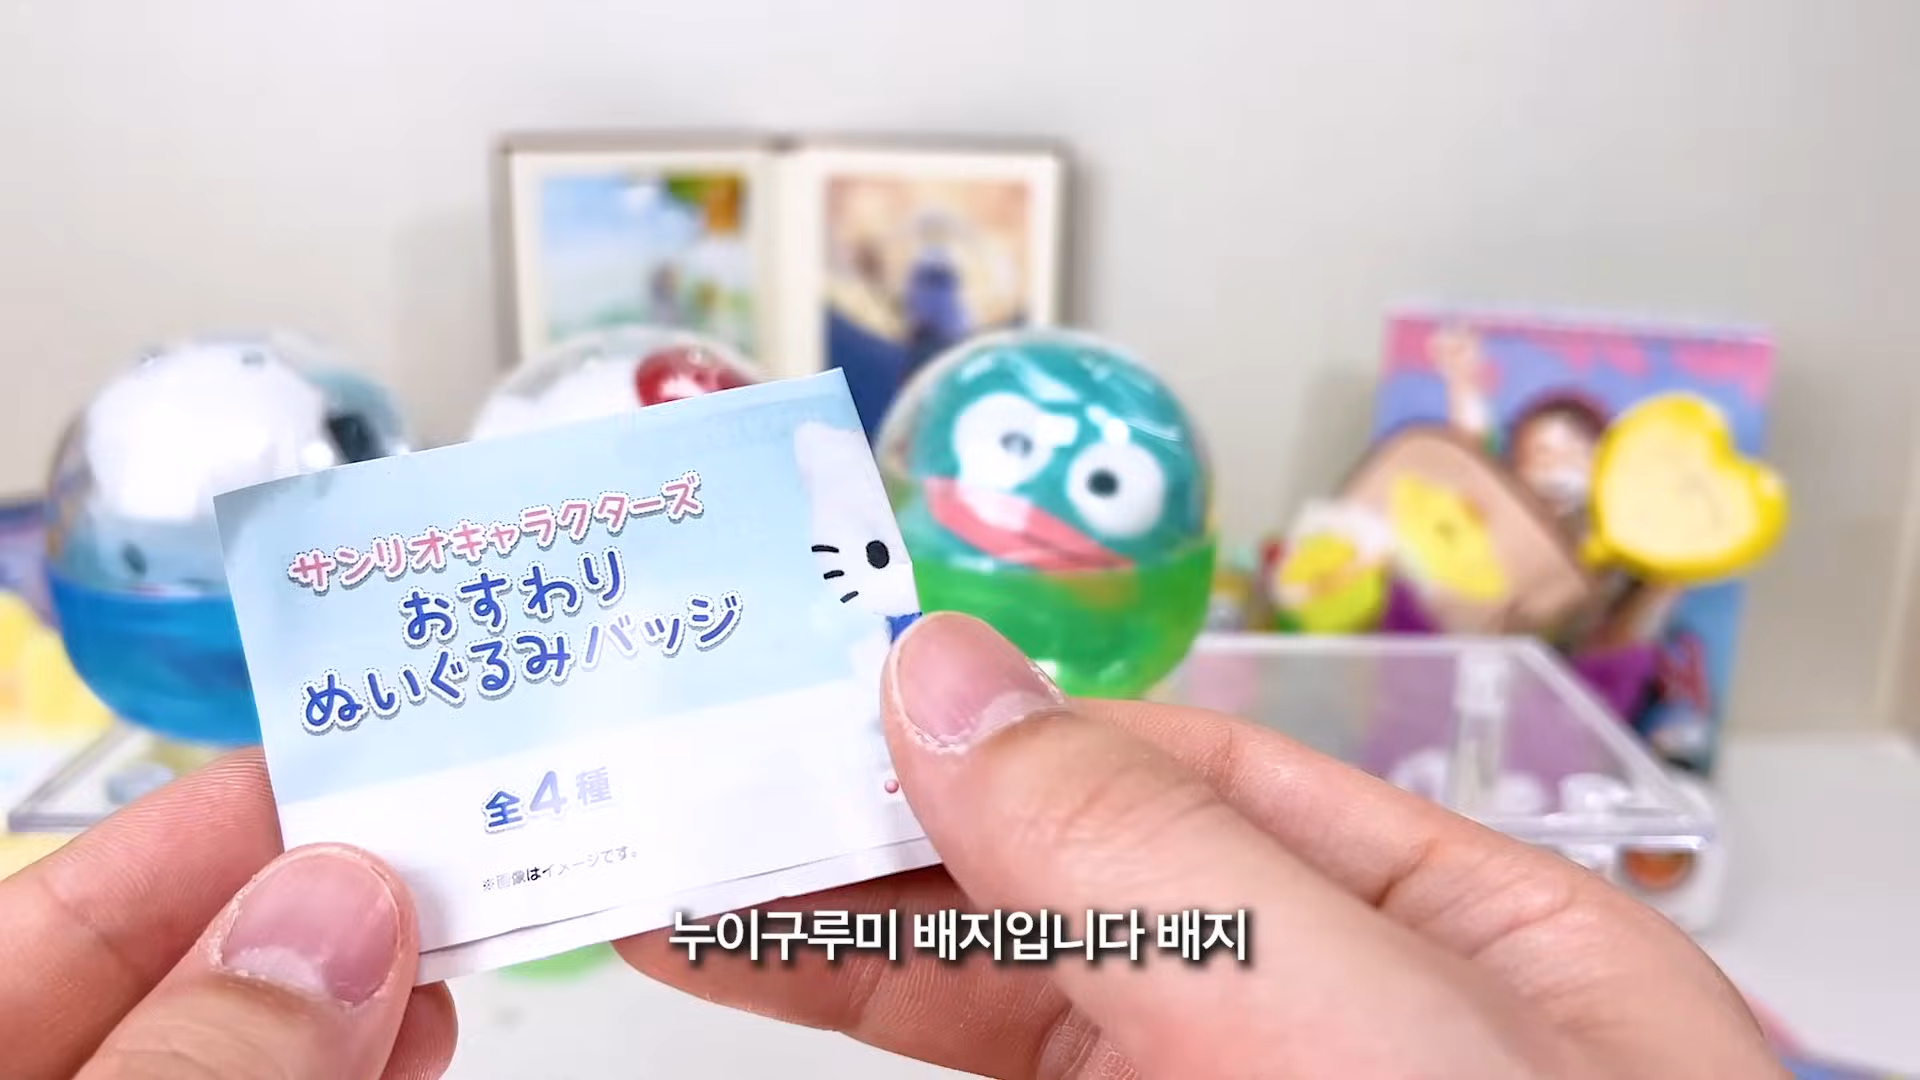 サンリオキャラクターズ
おすわり
ぬいぐるみバッジ
全4種
※画像はイメージです。
누이구루미 배지입니다 배지